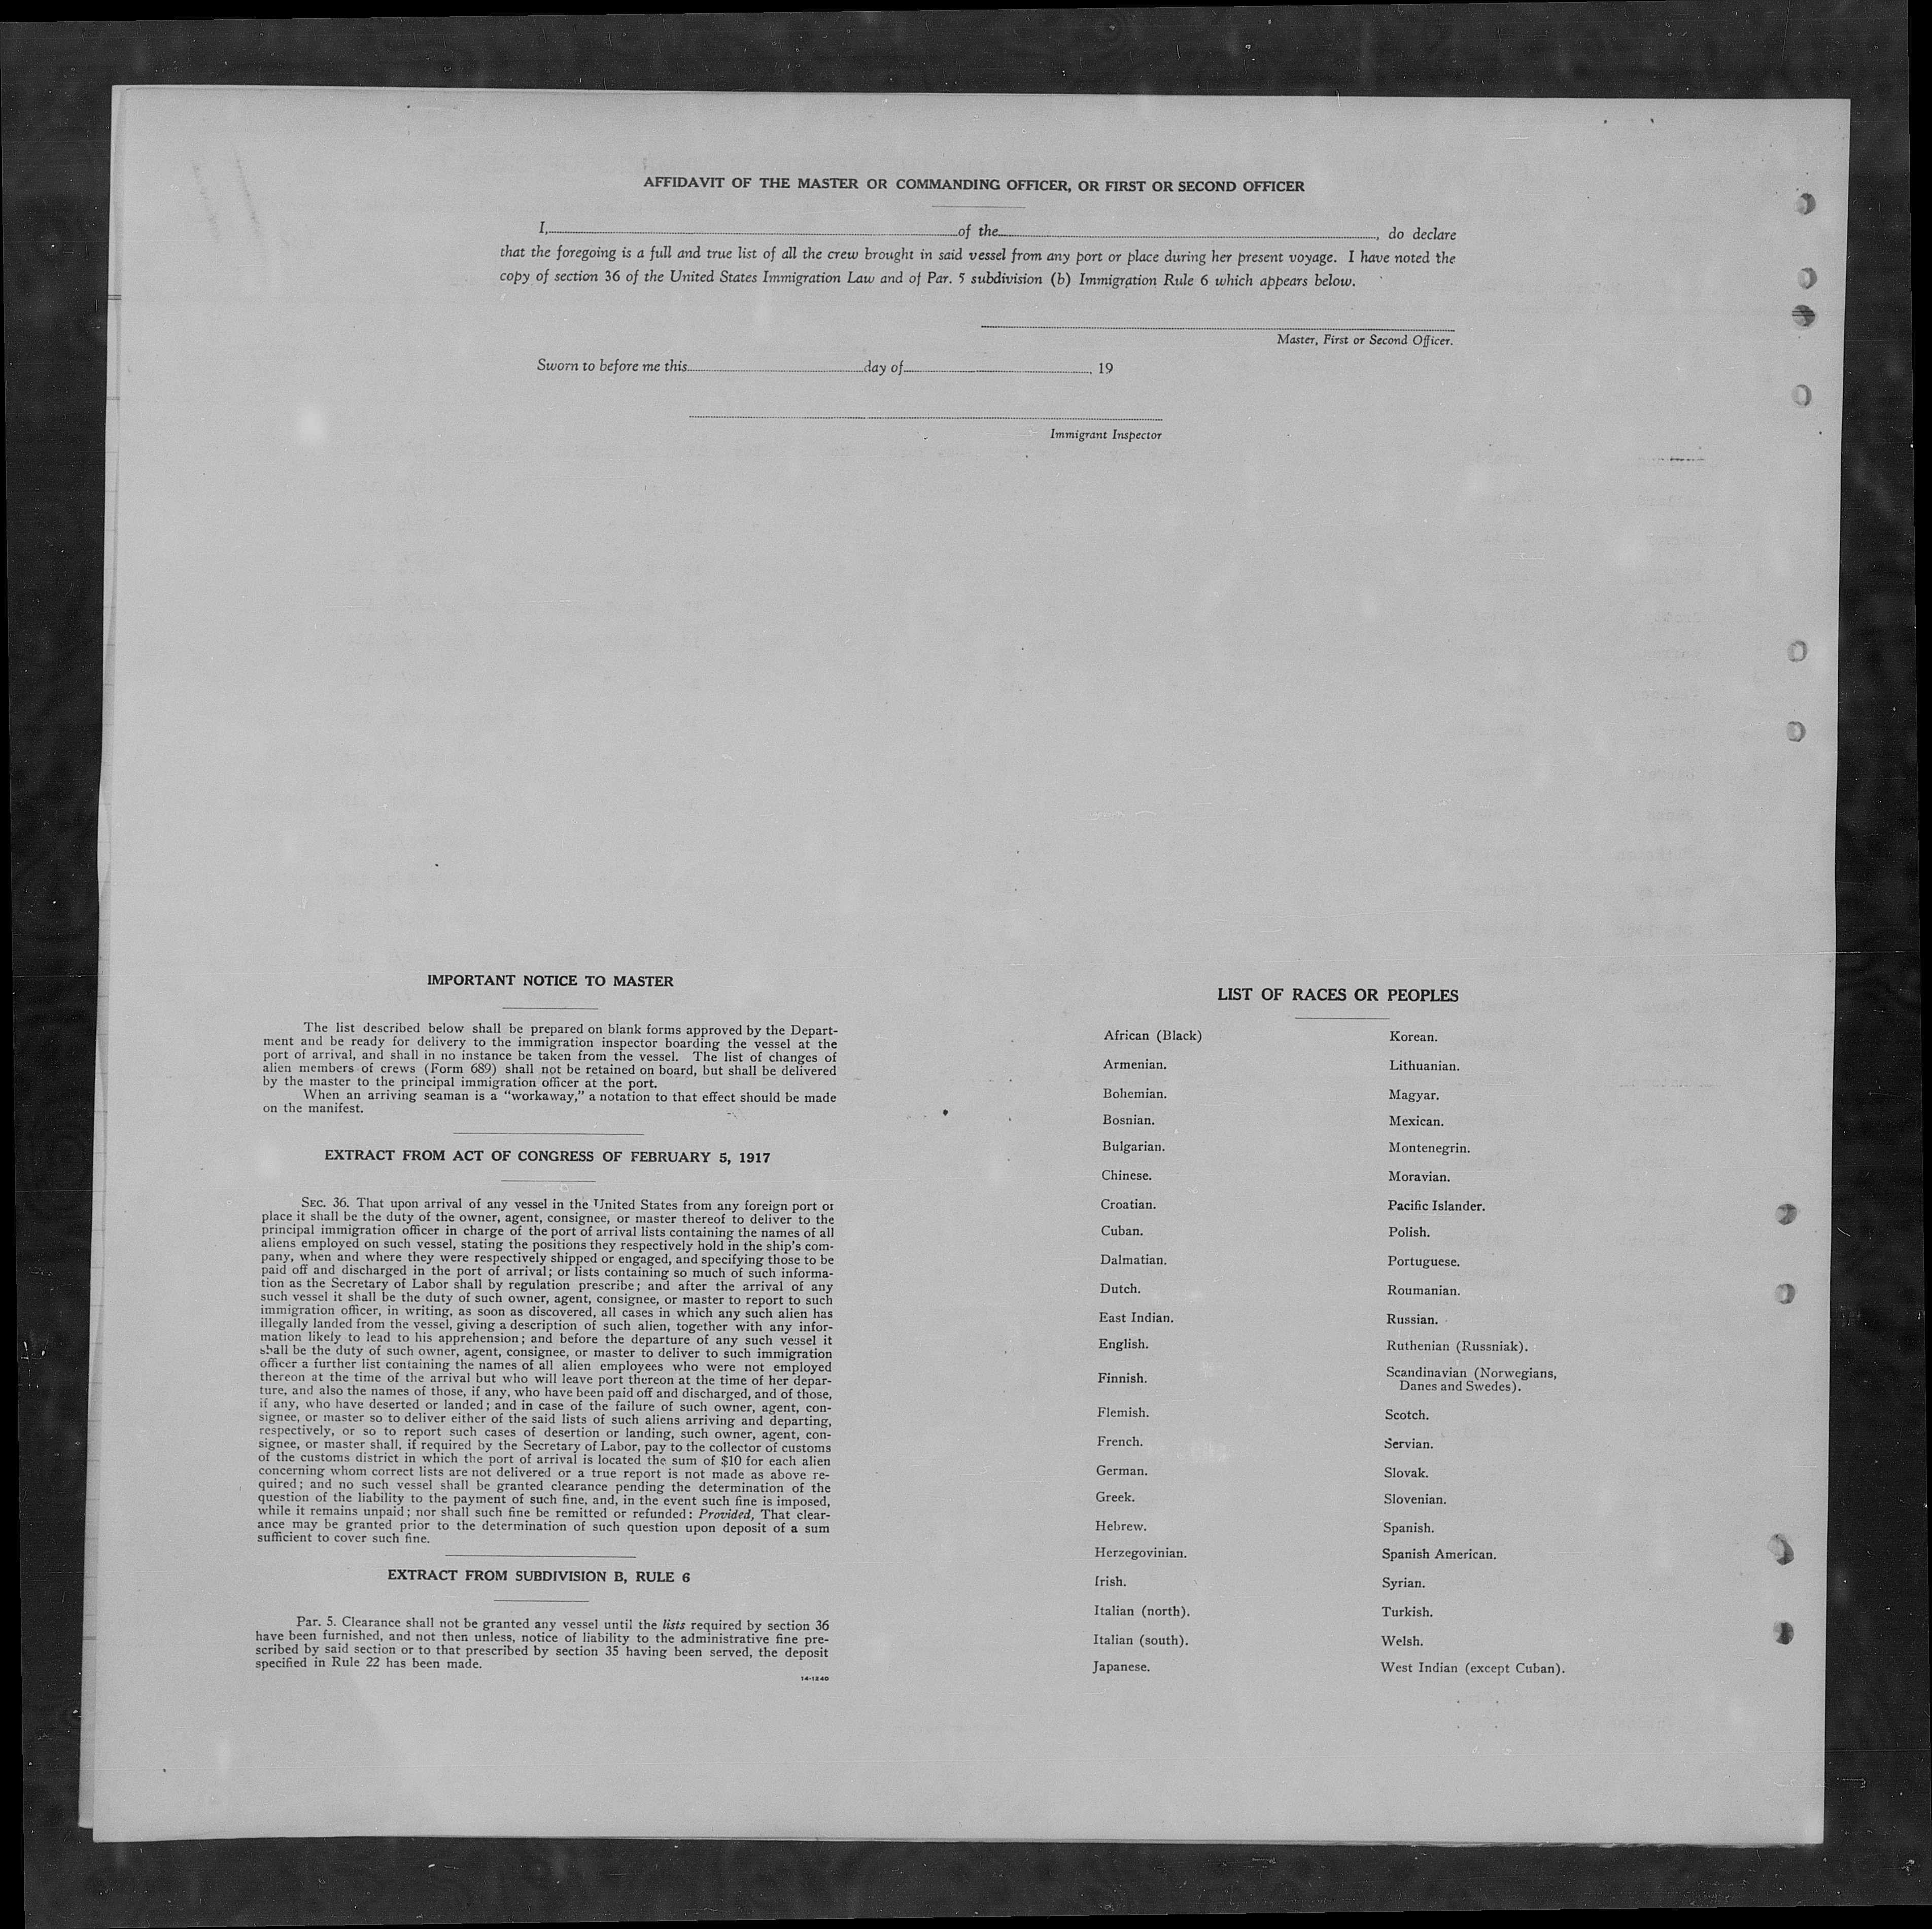 AFFIDAVIT OF THE MASTER OR COMMANDING OFFICER, OR FIRST OR SECOND OFFICER
I, of the , do declare
that the foregoing is a full and true list of all the crew brought in said vessel from any port or place during her present voyage. I have noted the
copy of section 36 of the United States Immigration Law and of Par. 5 subdivision (b) Immigration Rule 6 which appears below.
Master, First or Second Officer.
Sworn to before me this day of , 19
Immigrant Inspector
IMPORTANT NOTICE TO MASTER
The list described below shall be prepared on blank forms approved by the Depart-
ment and be ready for delivery to the immigration inspector boarding the vessel at the
port of arrival, and shall in no instance be taken from the vessel. The list of changes of
alien members of crews (Form 689) shall not be retained on board, but shall be delivered
by the master to the principal immigration officer at the port.
When an arriving seaman is a "workaway," a notation to that effect should be made
on the manifest.
EXTRACT FROM ACT OF CONGRESS OF FEBRUARY 5, 1917
SEC. 36. That upon arrival of any vessel in the United States from any foreign port or
place it shall be the duty of the owner, agent, consignee, or master thereof to deliver to the
principal immigration officer in charge of the port of arrival lists containing the names of all
aliens employed on such vessel, stating the positions they respectively hold in the ship's com-
pany, when and where they were respectively shipped or engaged, and specifying those to be
paid off and discharged in the port of arrival; or lists containing so much of such informa-
tion as the Secretary of Labor shall by regulation prescribe; and after the arrival of any
such vessel it shall be the duty of such owner, agent, consignee, or master to report to such
immigration officer, in writing, as soon as discovered, all cases in which any such alien has
illegally landed from the vessel, giving a description of such alien, together with any infor-
mation likely to lead to his apprehension; and before the departure of any such vessel it
shall be the duty of such owner, agent, consignee, or master to deliver to such immigration
officer a further list containing the names of all alien employees who were not employed
thereon at the time of the arrival but who will leave port thereon at the time of her depar-
ture, and also the names of those, if any, who have been paid off and discharged, and of those,
if any, who have deserted or landed; and in case of the failure of such owner, agent, con-
signee, or master so to deliver either of the said lists of such aliens arriving and departing,
respectively, or so to report such cases of desertion or landing, such owner, agent, con-
signee, or master shall, if required by the Secretary of Labor, pay to the collector of customs
of the customs district in which the port of arrival is located the sum of $10 for each alien
concerning whom correct lists are not delivered or a true report is not made as above re-
quired; and no such vessel shall be granted clearance pending the determination of the
question of the liability to the payment of such fine, and, in the event such fine is imposed,
while it remains unpaid; nor shall such fine be remitted or refunded: Provided, That clear-
ance may be granted prior to the determination of such question upon deposit of a sum
sufficient to cover such fine.
EXTRACT FROM SUBDIVISION B, RULE 6
Par. 5. Clearance shall not be granted any vessel until the lists required by section 36
have been furnished, and not then unless, notice of liability to the administrative fine pre-
scribed by said section or to that prescribed by section 35 having been served, the deposit
specified in Rule 22 has been made.
14-1240
LIST OF RACES OR PEOPLES
African (Black)
Armenian.
Bohemian.
Bosnian.
Bulgarian.
Chinese.
Croatian.
Cuban.
Dalmatian.
Dutch.
East Indian.
English.
Finnish.
Flemish.
French.
German.
Greek.
Hebrew.
Herzegovinian.
Irish.
Italian (north).
Italian (south).
Japanese.
Korean.
Lithuanian.
Magyar.
Mexican.
Montenegrin.
Moravian.
Pacific Islander.
Polish.
Portuguese.
Roumanian.
Russian.
Ruthenian (Russniak).
Scandinavian (Norwegians,
Danes and Swedes).
Scotch.
Servian.
Slovak.
Slovenian.
Spanish.
Spanish American.
Syrian.
Turkish.
Welsh.
West Indian (except Cuban).